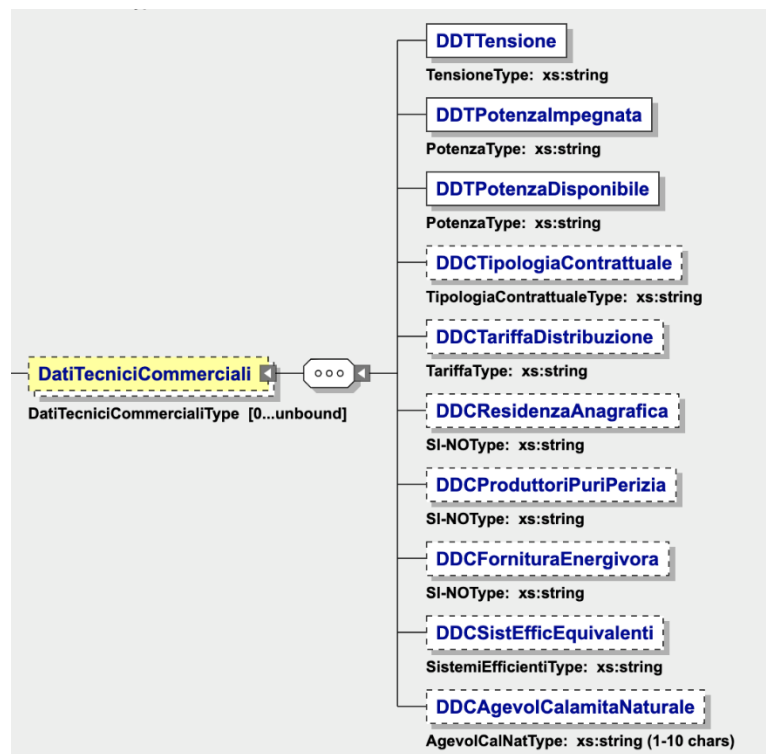 DDTTensione
TensioneType: xs:string
DDTPotenzaImpegnata
PotenzaType: xs:string
DDTPotenzaDisponibile
PotenzaType: xs:string
DDCTipologiaContrattuale
TipologiaContrattualeType: xs:string
DDCTariffaDistribuzione
TariffaType: xs:string
DatiTecniciCommerciali
DatiTecniciCommercialiType [0...unbound]
DDCResidenzaAnagrafica
SI-NOType: xs:string
DDCProduttoriPuriPerizia
SI-NOType: xs:string
DDCFornituraEnergivora
SI-NOType: xs:string
DDCSistEfficEquivalenti
SistemiEfficientiType: xs:string
DDCAgevolCalamitaNaturale
AgevolCalNatType: xs:string (1-10 chars)